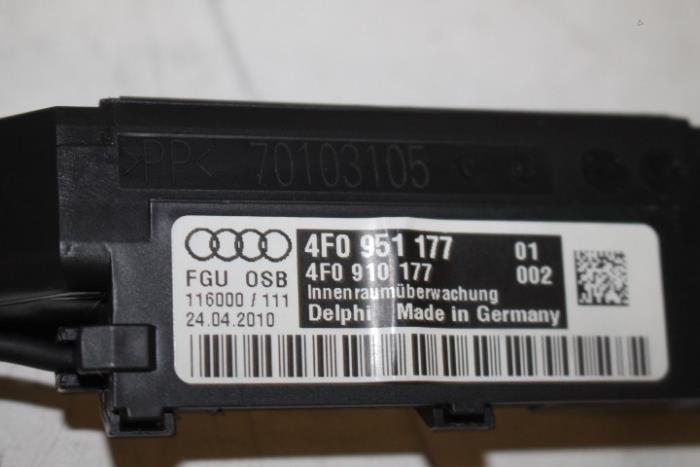 >PP< 70103105
4F0 951 177 01
4F0 910 177 002
FGU OSB
Innenraumüberwachung
116000 / 111
Delphi Made in Germany
24.04.2010